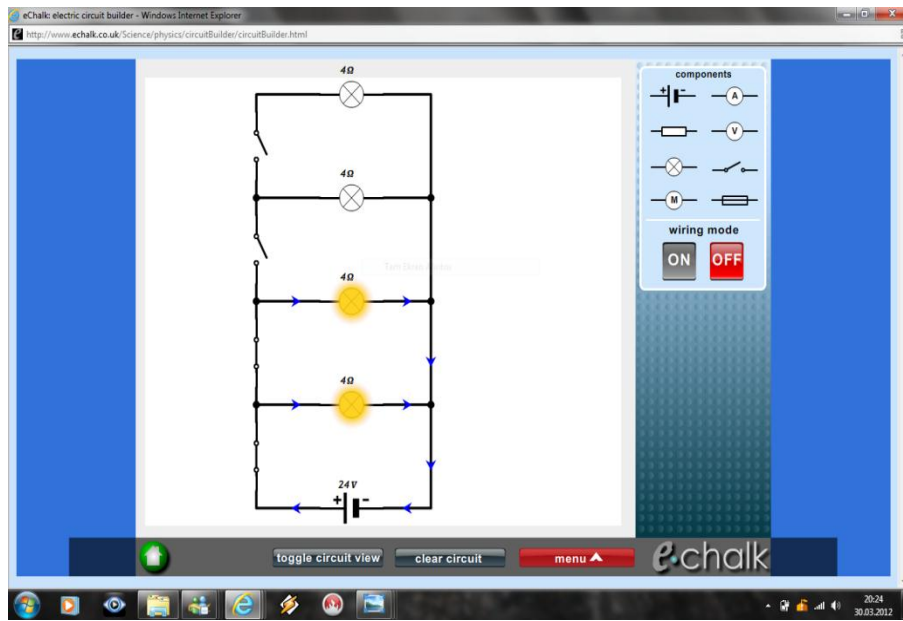 eChalk: electric circuit builder - Windows Internet Explorer
http://www.echalk.co.uk/Science/physics/circuitBuilder/circuitBuilder.html
4Ω
4Ω
4Ω
4Ω
24 V
+ -
components
+ -
A
V
M
wiring mode
ON OFF
toggle circuit view
clear circuit
menu
e-chalk
20:24
30.03.2012